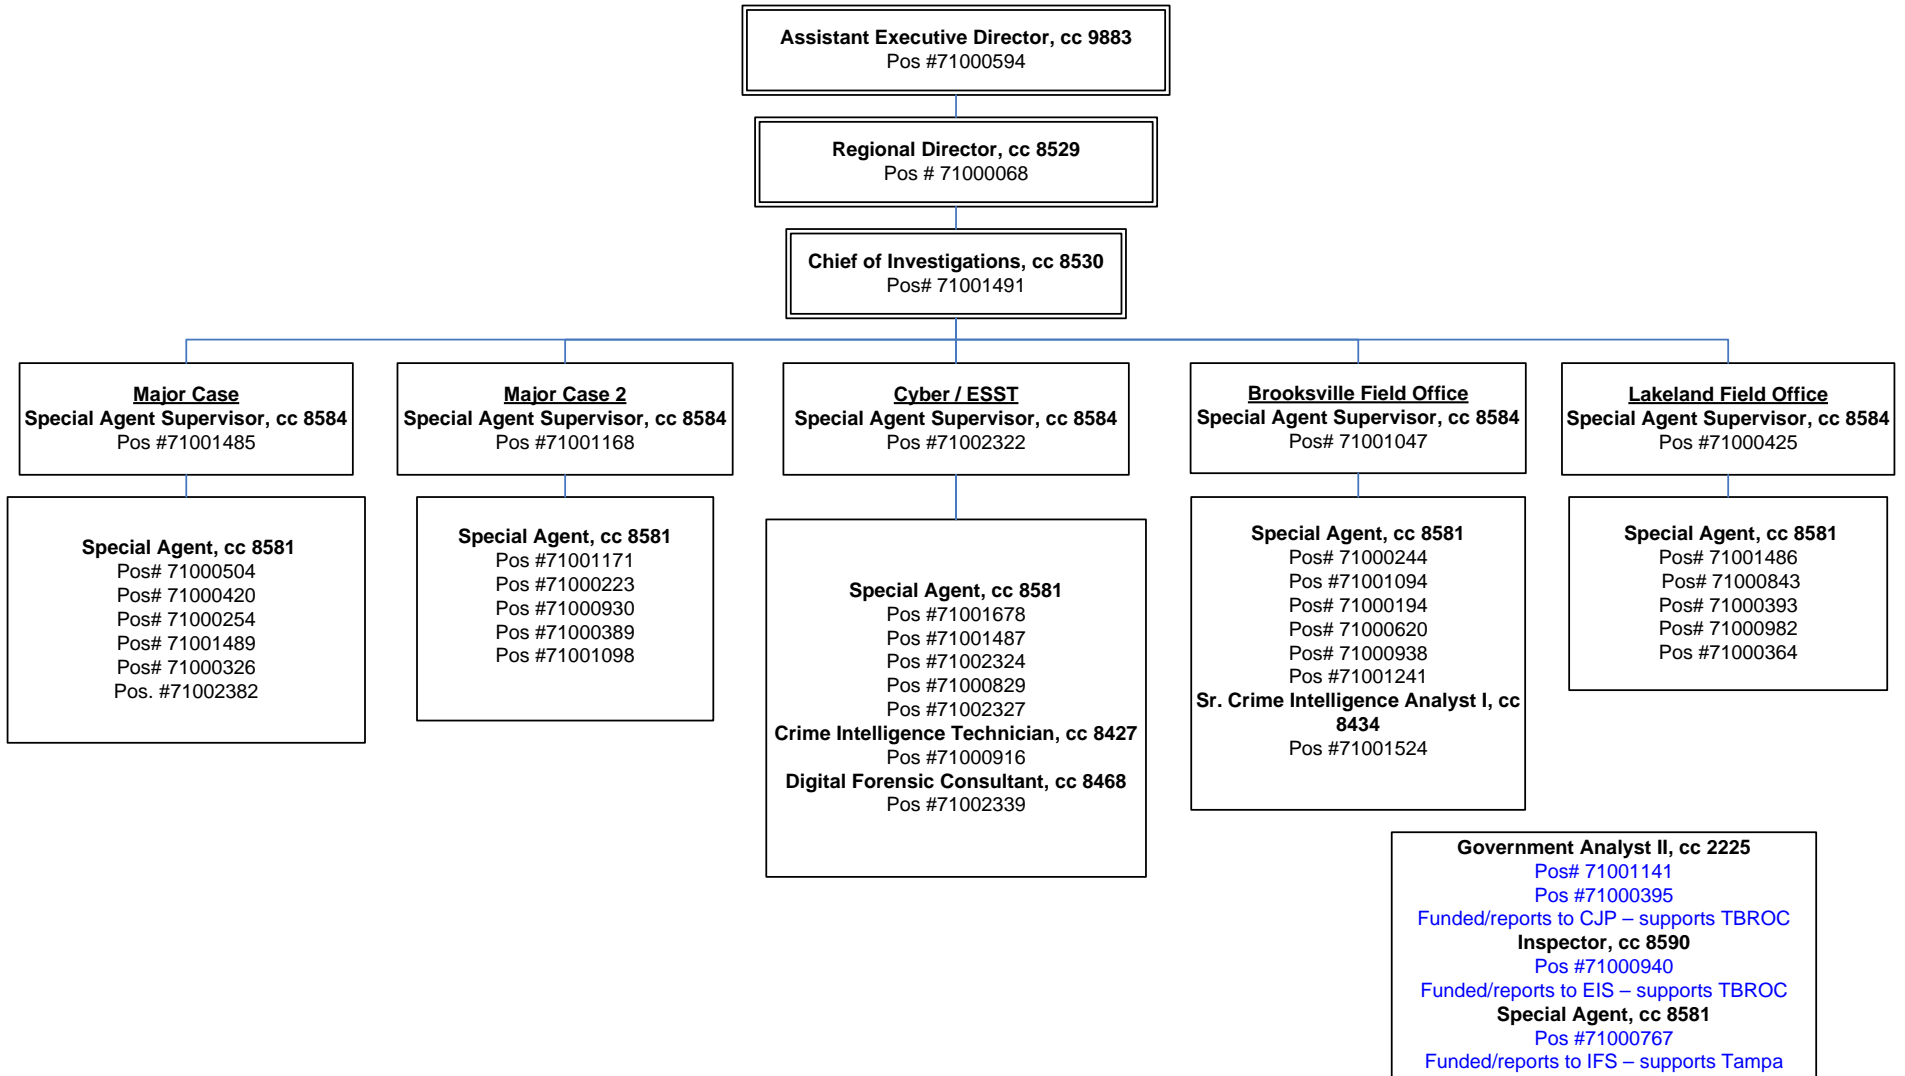 Assistant Executive Director, cc 9883
Pos #71000594
Regional Director, cc 8529
Pos # 71000068
Chief of Investigations, cc 8530
Pos# 71001491
Major Case
Special Agent Supervisor, cc 8584
Pos #71001485
Major Case 2
Special Agent Supervisor, cc 8584
Pos #71001168
Cyber / ESST
Special Agent Supervisor, cc 8584
Pos #71002322
Brooksville Field Office
Special Agent Supervisor, cc 8584
Pos# 71001047
Lakeland Field Office
Special Agent Supervisor, cc 8584
Pos #71000425
Special Agent, cc 8581
Pos# 71000504
Pos# 71000420
Pos# 71000254
Pos# 71001489
Pos# 71000326
Pos. #71002382
Special Agent, cc 8581
Pos #71001171
Pos #71000223
Pos #71000930
Pos #71000389
Pos #71001098
Special Agent, cc 8581
Pos #71001678
Pos #71001487
Pos #71002324
Pos #71000829
Pos #71002327
Crime Intelligence Technician, cc 8427
Pos #71000916
Digital Forensic Consultant, cc 8468
Pos #71002339
Special Agent, cc 8581
Pos# 71000244
Pos #71001094
Pos# 71000194
Pos# 71000620
Pos# 71000938
Pos #71001241
Sr. Crime Intelligence Analyst I, cc
8434
Pos #71001524
Special Agent, cc 8581
Pos# 71001486
Pos# 71000843
Pos# 71000393
Pos# 71000982
Pos #71000364
Government Analyst II, cc 2225
Pos# 71001141
Pos #71000395
Funded/reports to CJP – supports TBROC
Inspector, cc 8590
Pos #71000940
Funded/reports to EIS – supports TBROC
Special Agent, cc 8581
Pos #71000767
Funded/reports to IFS – supports Tampa